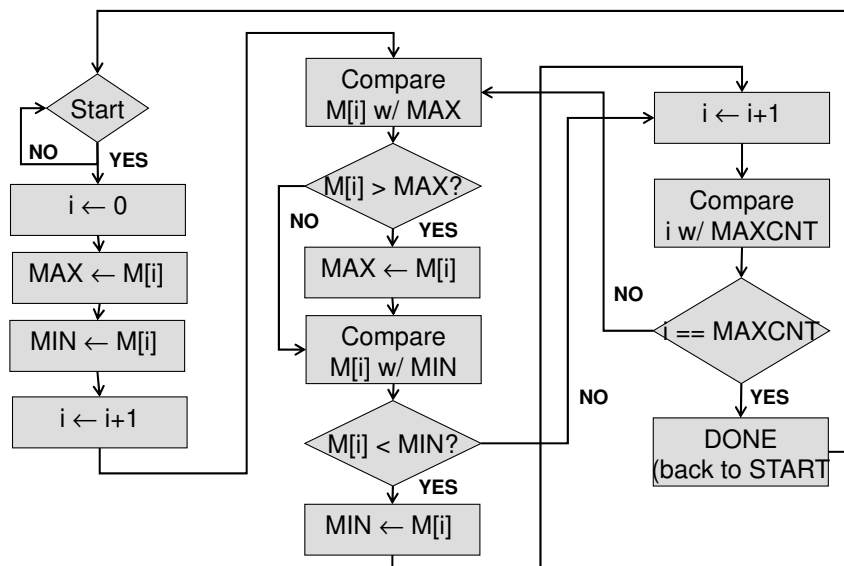 Start
NO
YES
i ← 0
MAX ← M[i]
MIN ← M[i]
i ← i+1
Compare
M[i] w/ MAX
M[i] > MAX?
NO
YES
MAX ← M[i]
Compare
M[i] w/ MIN
M[i] < MIN?
NO
YES
MIN ← M[i]
i ← i+1
Compare
i w/ MAXCNT
i == MAXCNT
NO
YES
DONE
(back to START